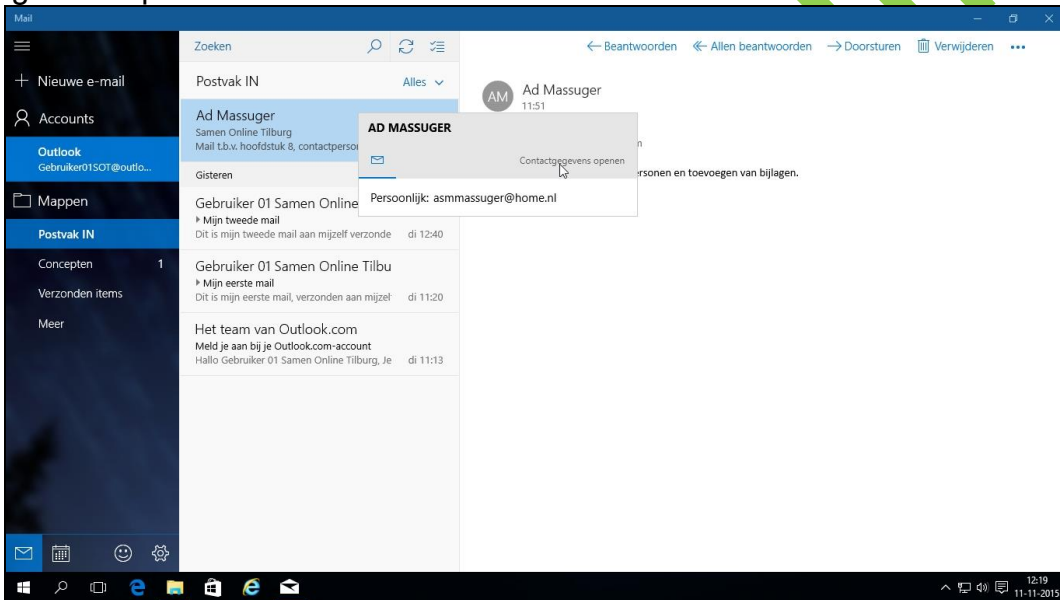 Mail
Zoeken
Beantwoorden
Allen beantwoorden
Doorsturen
Verwijderen
Nieuwe e-mail
Postvak IN
Alles
AM
Ad Massuger
11:51
Accounts
Ad Massuger
Samen Online Tilburg
Mail t.b.v. hoofdstuk 8,
AD MASSUGER
Contactgegevens openen
Persoonlijk: asmmassuger@home.nl
en toevoegen van bijlagen.
Outlook
Gebruiker01SOT@outlo...
Gisteren
Mappen
Gebruiker 01 Samen Online
Mijn tweede mail
Dit is mijn tweede mail aan mijzelf verzonde di 12:40
Postvak IN
Concepten 1
Gebruiker 01 Samen Online Tilbu
Mijn eerste mail
Dit is mijn eerste mail, verzonden aan mijzel di 11:20
Verzonden items
Meer
Het team van Outlook.com
Meld je aan bij je Outlook.com-account
Hallo Gebruiker 01 Samen Online Tilburg, Je di 11:13
12:19
11-11-2015